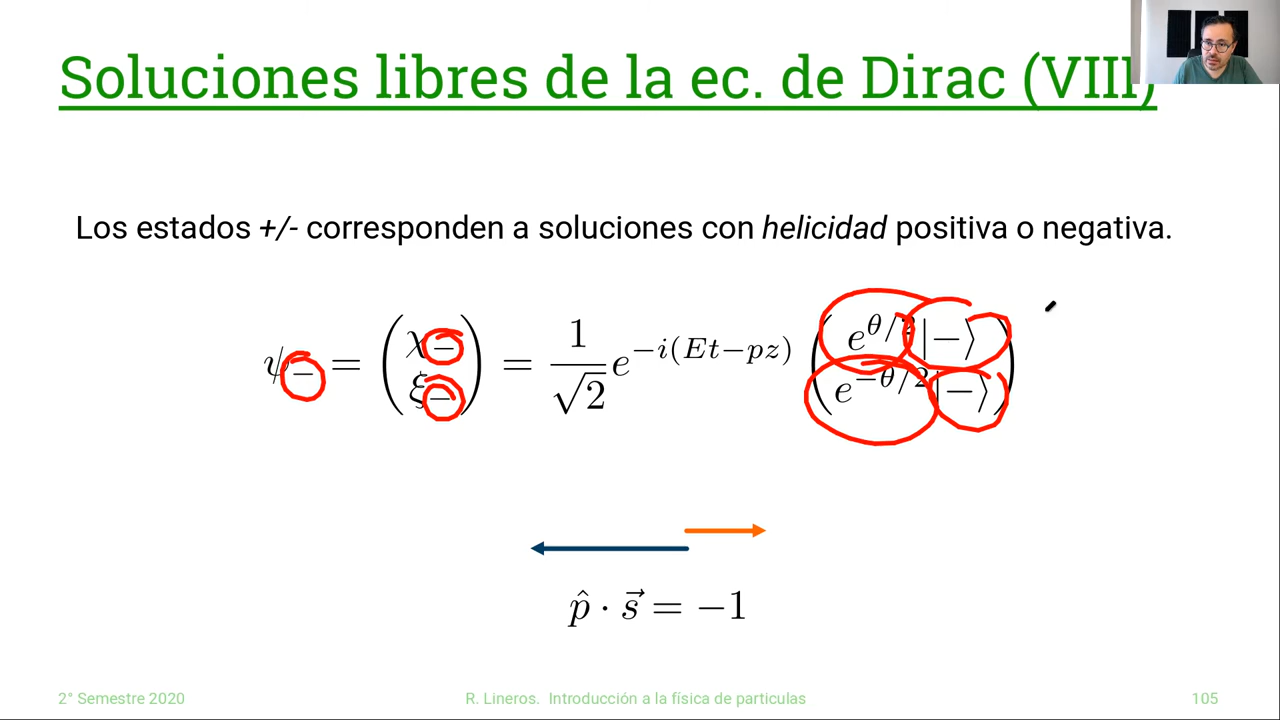 Soluciones libres de la ec. de Dirac (VIII)
Los estados +/- corresponden a soluciones con helicidad positiva o negativa.
ψ₋ = (χ₋ ξ₋) = 1/√2 e^{−i(Et−pz)} (e^{θ/2}|−⟩ e^{−θ/2}|−⟩)
p̂ · s⃗ = −1
2° Semestre 2020
R. Lineros. Introducción a la física de particulas
105